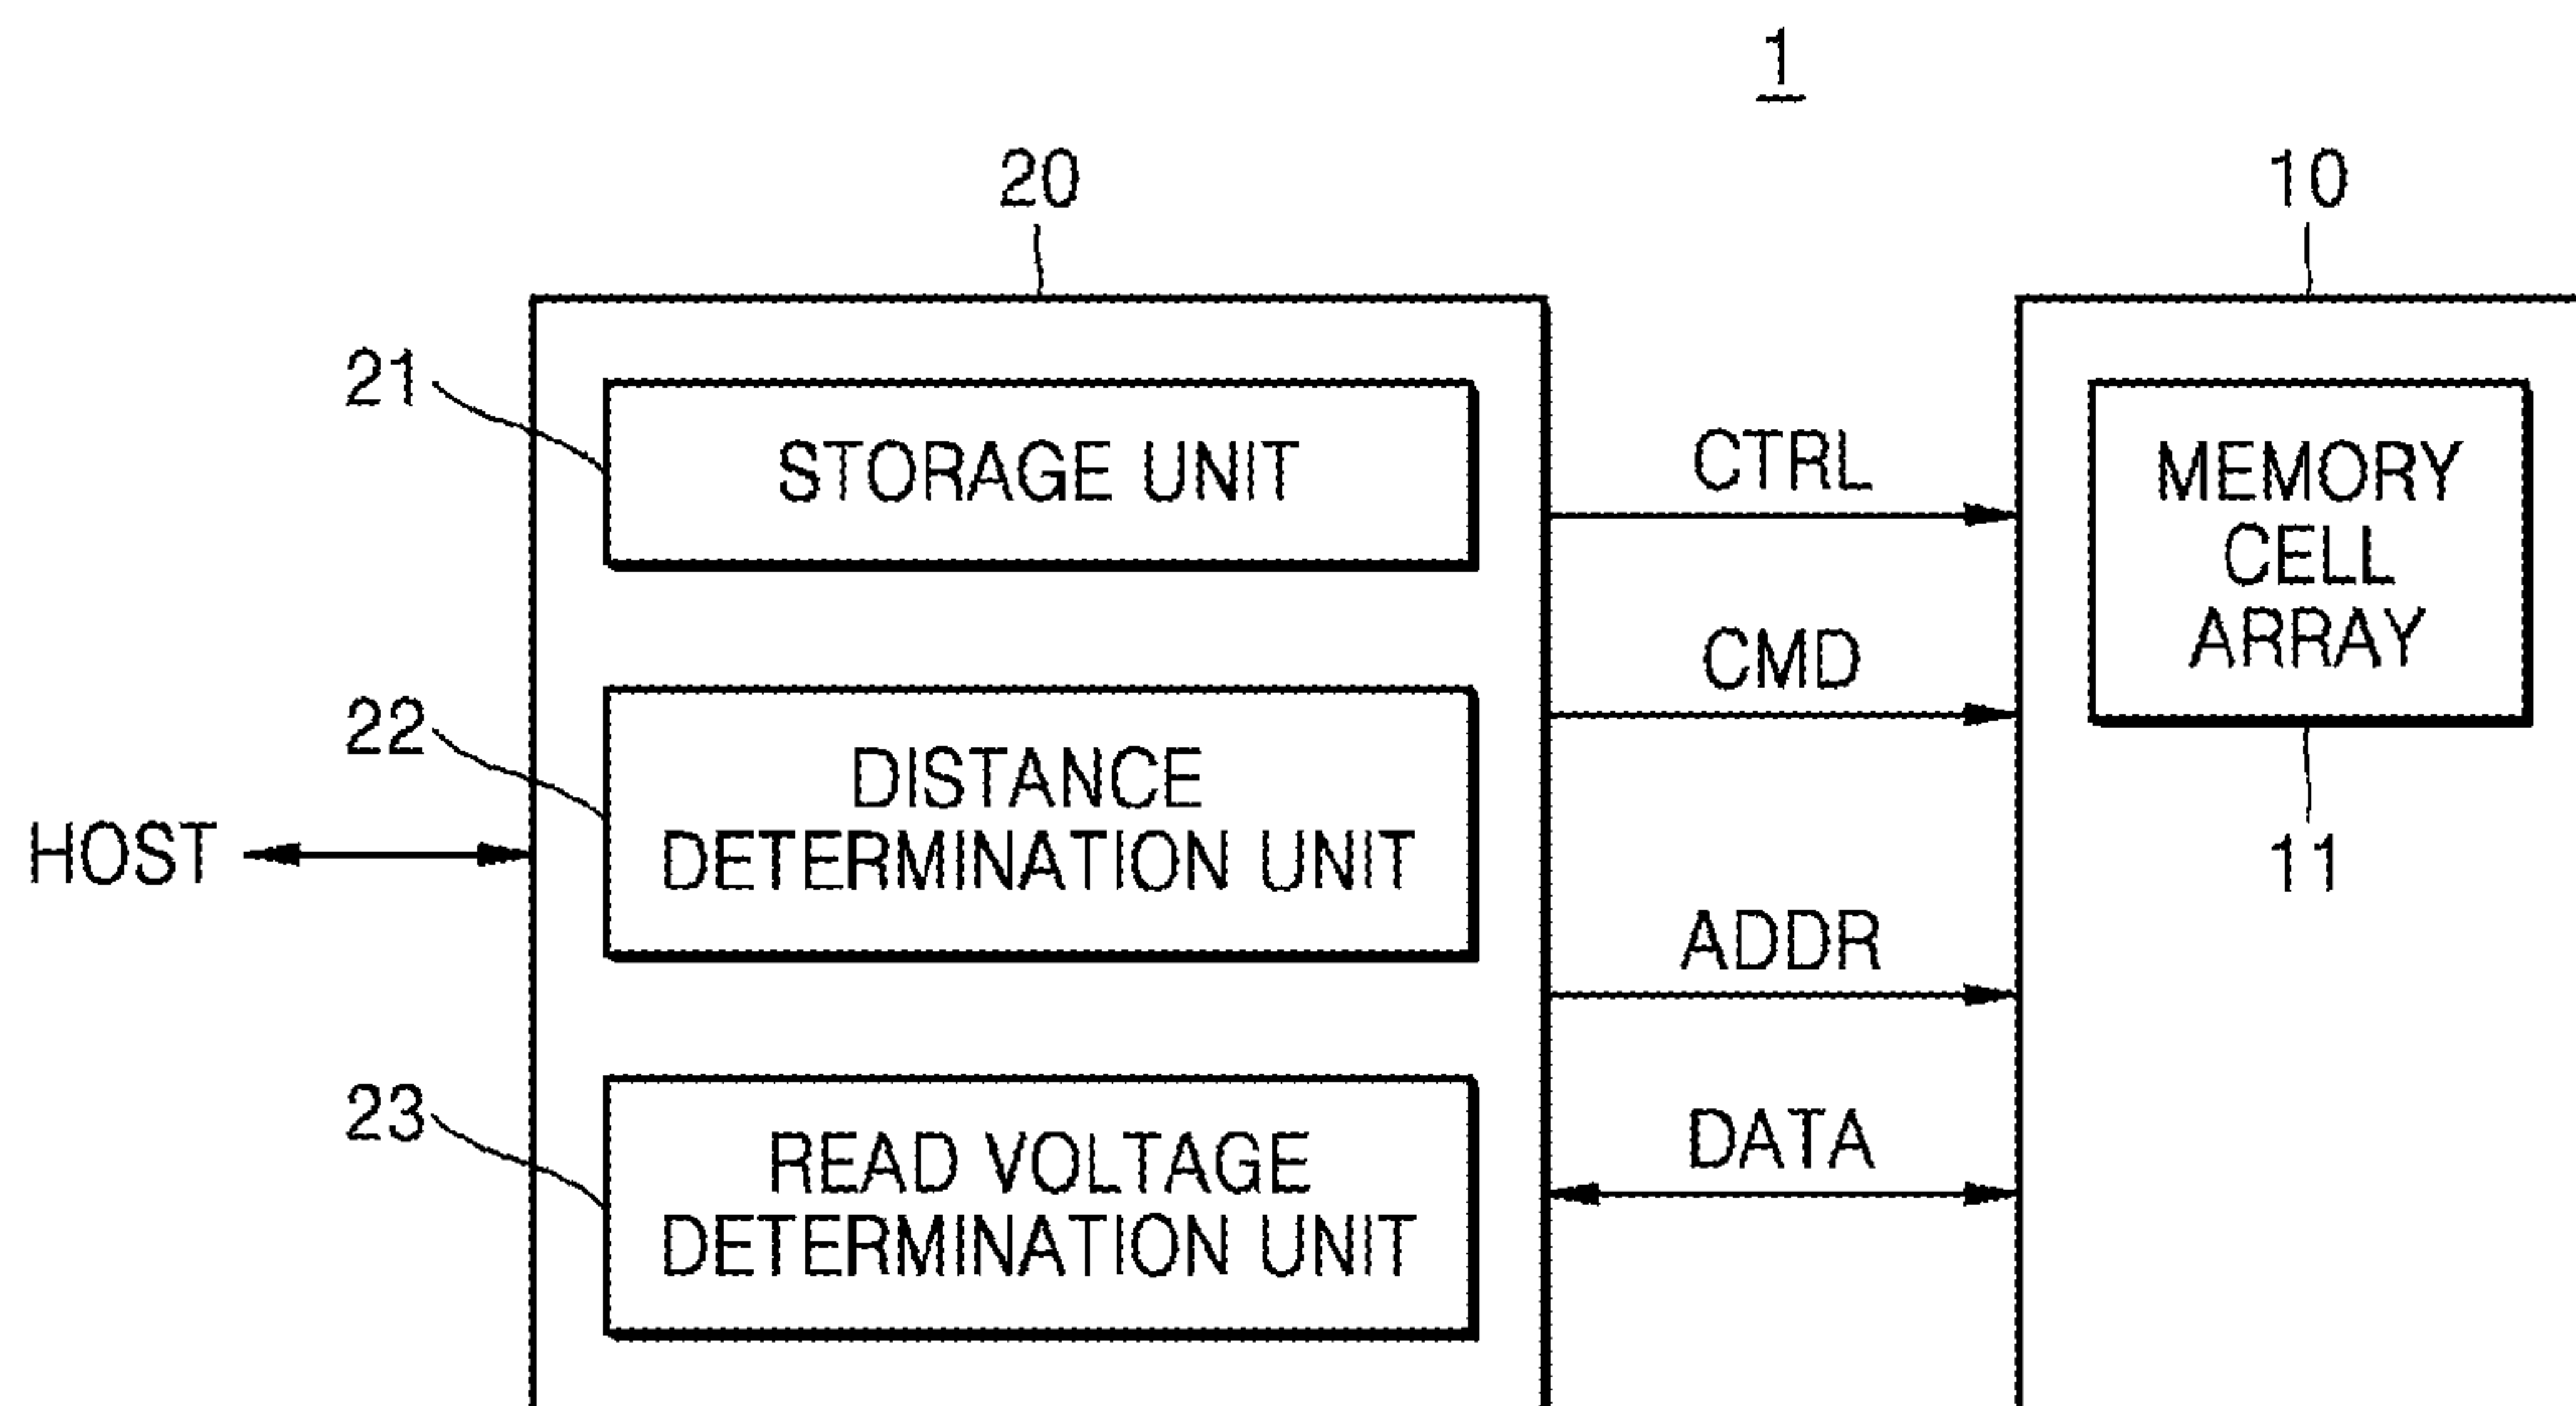 1
20
10
21
STORAGE UNIT
CTRL
MEMORY
CELL
ARRAY
11
CMD
22
DISTANCE
DETERMINATION UNIT
HOST
ADDR
23
READ VOLTAGE
DETERMINATION UNIT
DATA